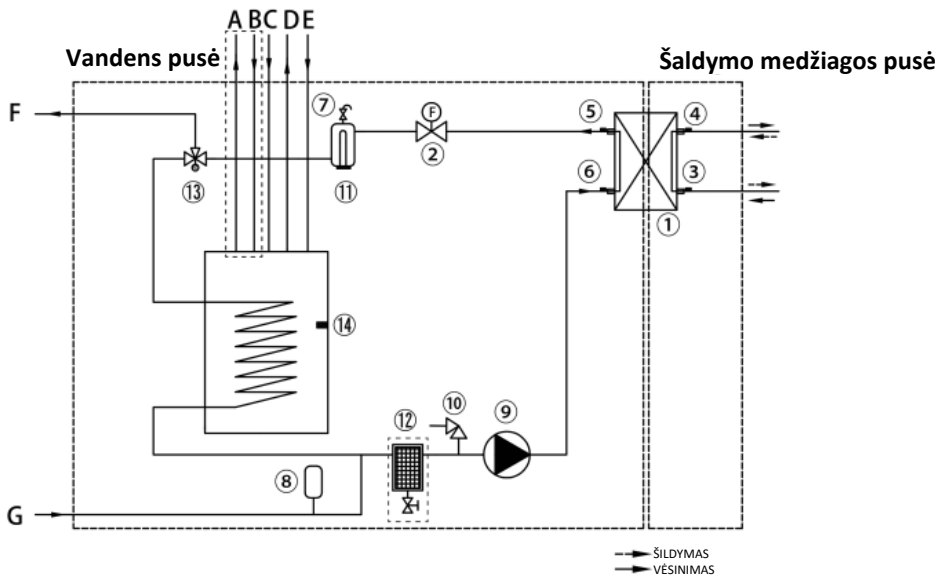 A B C D E
Vandens pusė
Šaldymo medžiagos pusė
F
⑦
⑤
④
F
②
⑬
⑪
⑥
③
①
⑭
⑩
⑨
⑫
⑧
G
ŠILDYMAS
VĖSINIMAS